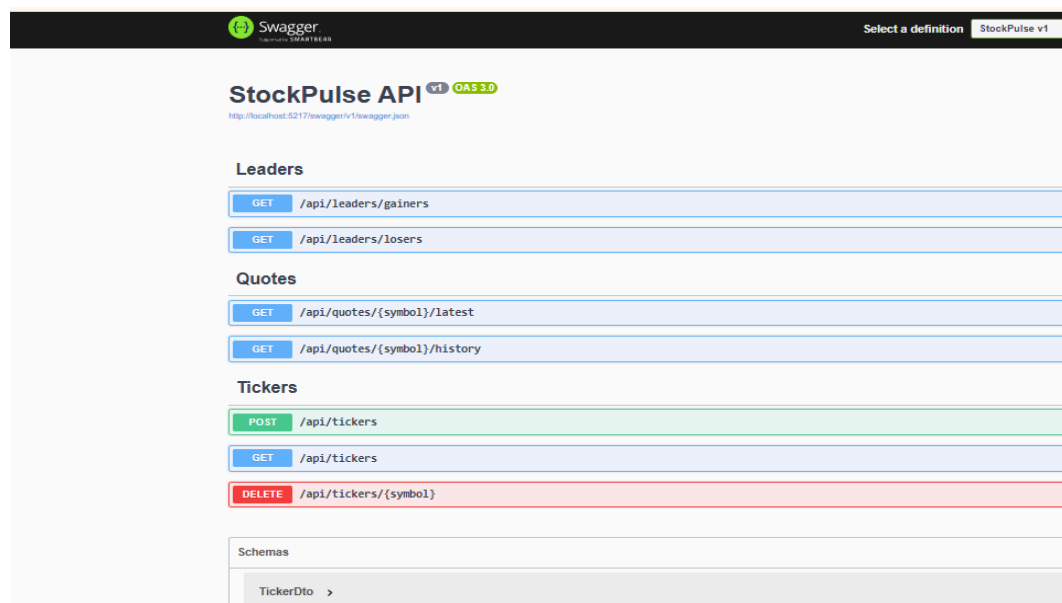 Swagger
Supported by SMARTBEAR
Select a definition
StockPulse v1
StockPulse API v1 OAS 3.0
http://localhost:5217/swagger/v1/swagger.json
Leaders
GET /api/leaders/gainers
GET /api/leaders/losers
Quotes
GET /api/quotes/{symbol}/latest
GET /api/quotes/{symbol}/history
Tickers
POST /api/tickers
GET /api/tickers
DELETE /api/tickers/{symbol}
Schemas
TickerDto